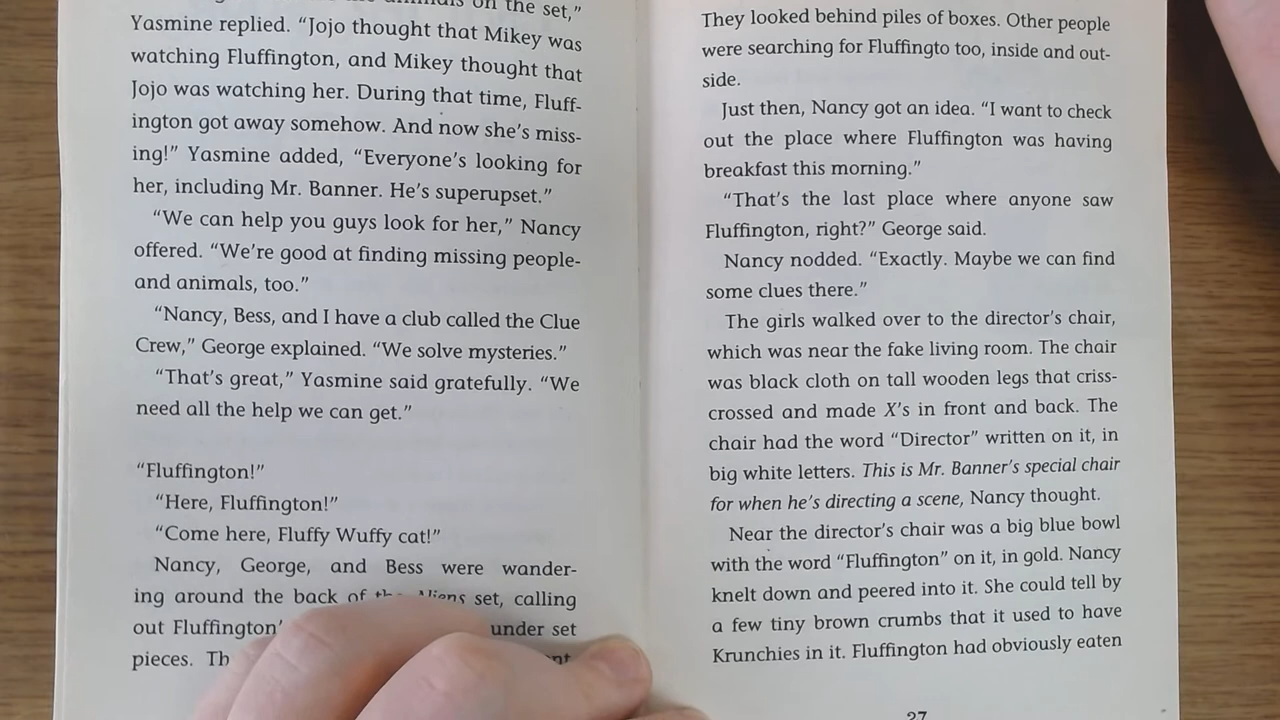 on the set,”
Yasmine replied. “Jojo thought that Mikey was
watching Fluffington, and Mikey thought that
Jojo was watching her. During that time, Fluff-
ington got away somehow. And now she’s miss-
ing!” Yasmine added, “Everyone’s looking for
her, including Mr. Banner. He’s superupset.”
“We can help you guys look for her,” Nancy
offered. “We’re good at finding missing people-
and animals, too.”
“Nancy, Bess, and I have a club called the Clue
Crew,” George explained. “We solve mysteries.”
“That’s great,” Yasmine said gratefully. “We
need all the help we can get.”
“Fluffington!”
“Here, Fluffington!”
“Come here, Fluffy Wuffy cat!”
Nancy, George, and Bess were wander-
ing around the back of Aliens set, calling
out under set
pieces.
They looked behind piles of boxes. Other people
were searching for Fluffingto too, inside and out-
side.
Just then, Nancy got an idea. “I want to check
out the place where Fluffington was having
breakfast this morning.”
“That’s the last place where anyone saw
Fluffington, right?” George said.
Nancy nodded. “Exactly. Maybe we can find
some clues there.”
The girls walked over to the director’s chair,
which was near the fake living room. The chair
was black cloth on tall wooden legs that criss-
crossed and made X’s in front and back. The
chair had the word “Director” written on it, in
big white letters. This is Mr. Banner’s special chair
for when he’s directing a scene, Nancy thought.
Near the director’s chair was a big blue bowl
with the word “Fluffington” on it, in gold. Nancy
knelt down and peered into it. She could tell by
a few tiny brown crumbs that it used to have
Krunchies in it. Fluffington had obviously eaten
27